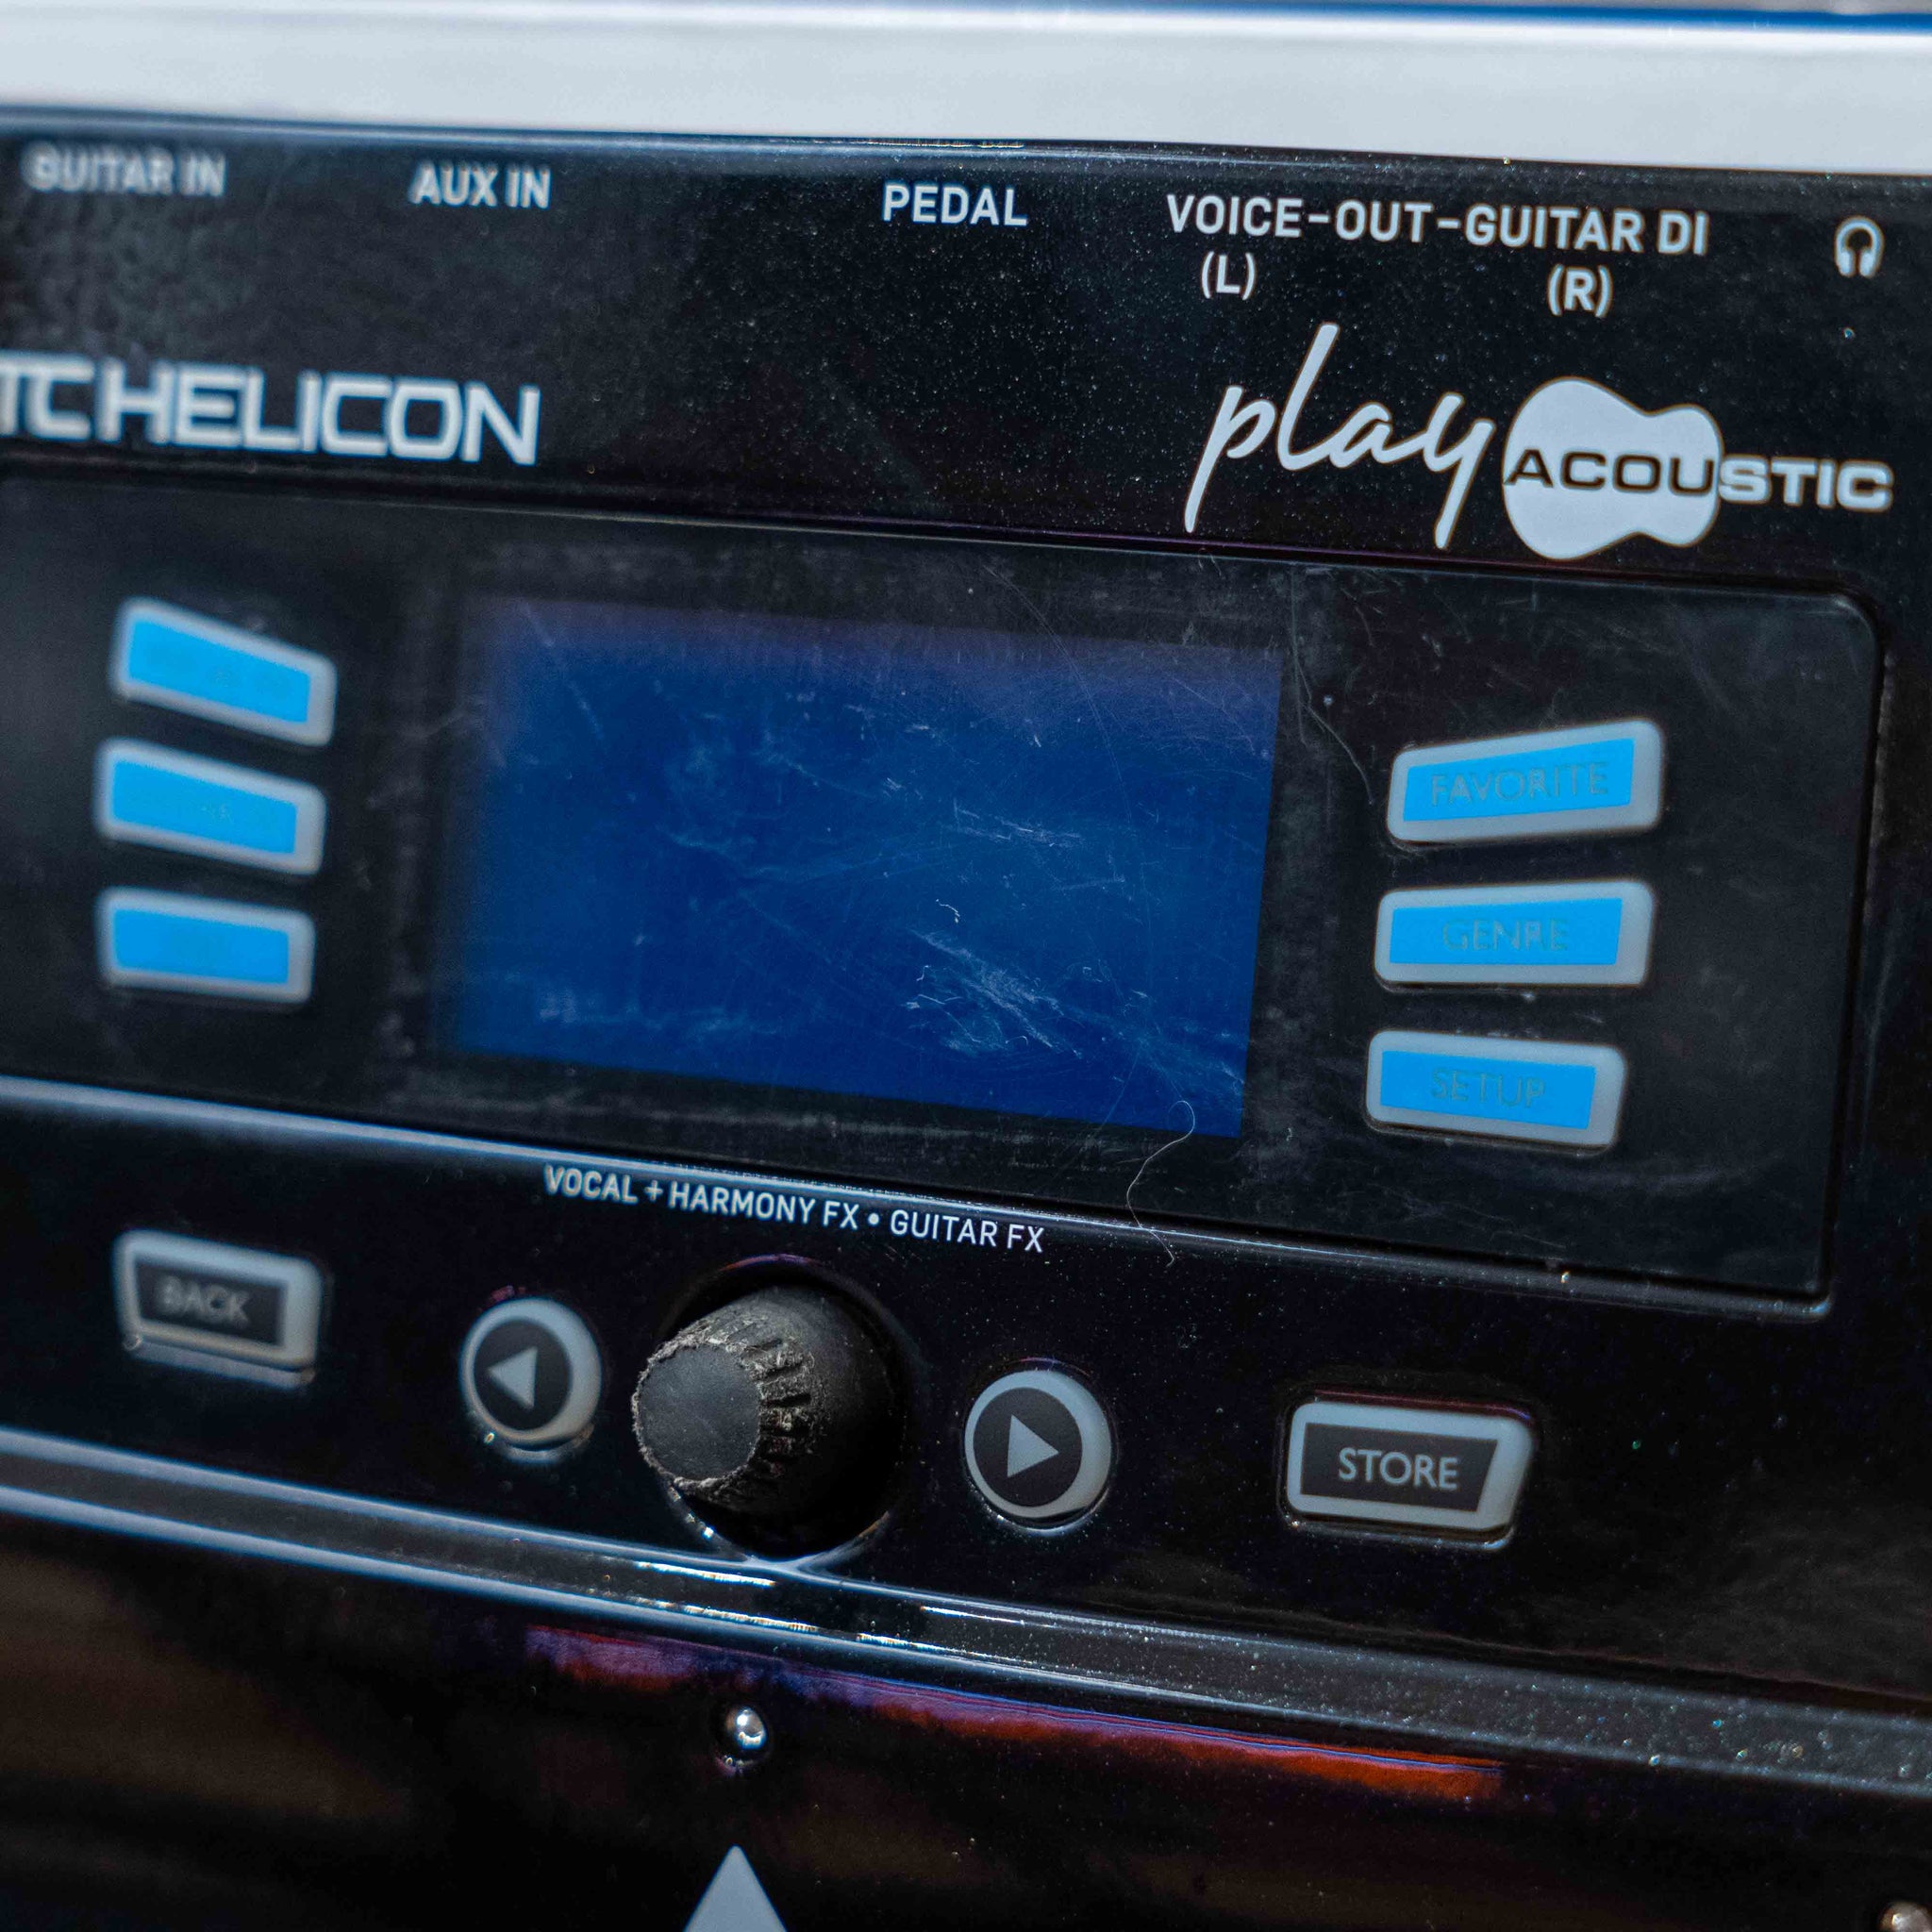 GUITAR IN
AUX IN
PEDAL
VOICE-OUT-GUITAR DI
(L) (R)
TC HELICON
play ACOUSTIC
FAVORITE
GENRE
SETUP
VOCAL + HARMONY FX • GUITAR FX
BACK
STORE